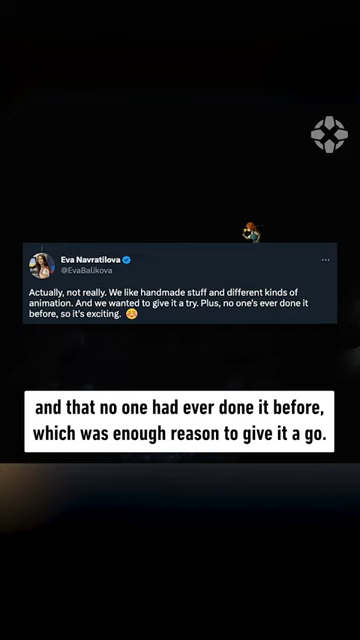 Eva Navratilova
@EvaBalikova
Actually, not really. We like handmade stuff and different kinds of
animation. And we wanted to give it a try. Plus, no one's ever done it
before, so it's exciting. ☺️
and that no one had ever done it before,
which was enough reason to give it a go.